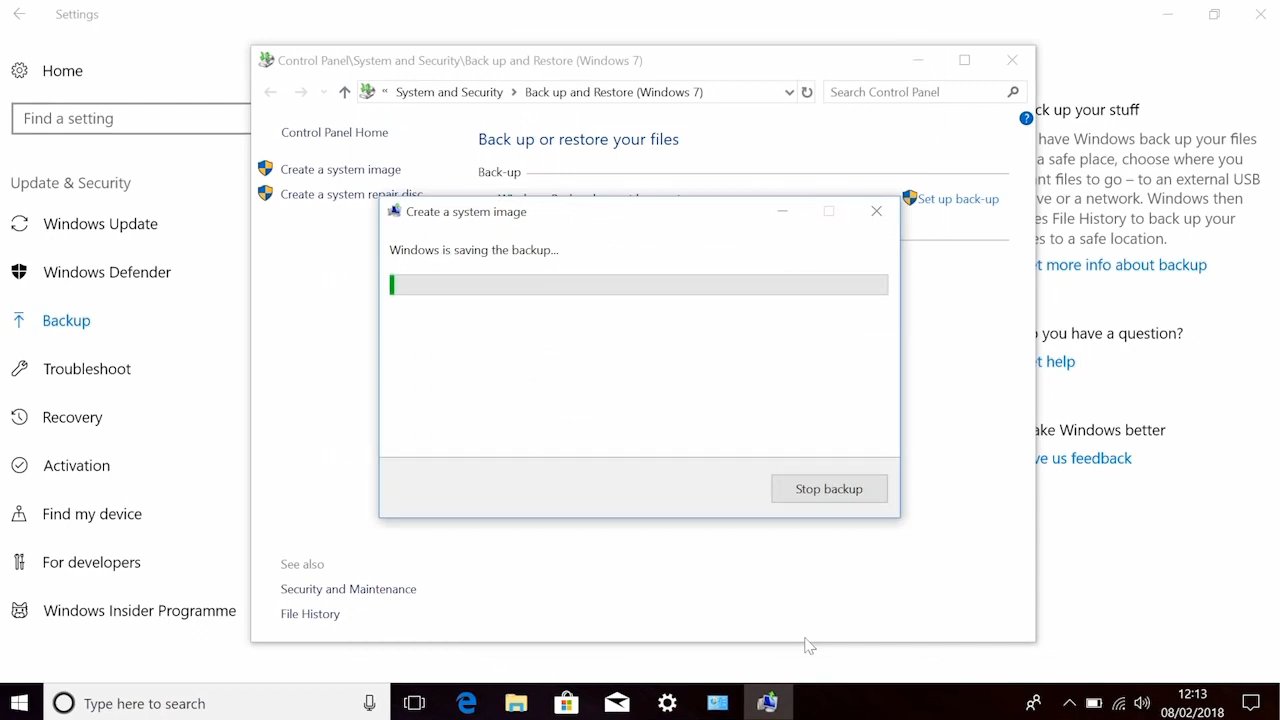 Settings
Home
Find a setting
Update & Security
Windows Update
Windows Defender
Backup
Troubleshoot
Recovery
Activation
Find my device
For developers
Windows Insider Programme
Control Panel\System and Security\Back up and Restore (Windows 7)
« System and Security > Back up and Restore (Windows 7)
Search Control Panel
Control Panel Home
Create a system image
Create a system repair disc
Back up or restore your files
Back-up
Set up back-up
Create a system image
Windows is saving the backup...
Stop backup
See also
Security and Maintenance
File History
ck up your stuff
have Windows back up your files
a safe place, choose where you
nt files to go – to an external USB
ve or a network. Windows then
es File History to back up your
es to a safe location.
t more info about backup
you have a question?
t help
ake Windows better
ve us feedback
Type here to search
12:13
08/02/2018